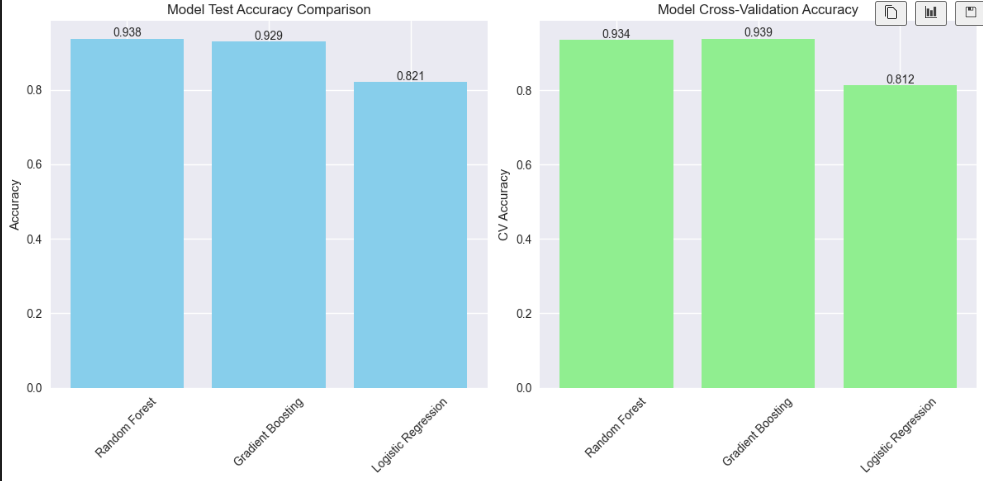 Model Test Accuracy Comparison
0.938
0.929
0.821
0.8
0.6
0.4
0.2
0.0
Accuracy
Random Forest
Gradient Boosting
Logistic Regression
Model Cross-Validation Accuracy
0.934
0.939
0.812
0.8
0.6
0.4
0.2
0.0
CV Accuracy
Random Forest
Gradient Boosting
Logistic Regression